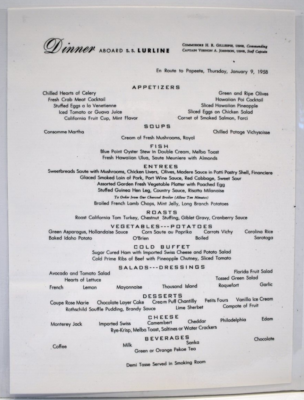 Dinner ABOARD S.S. LURLINE
En Route to Papeete, Thursday, January 9, 1958
APPETIZERS
Chilled Hearts of Celery Green and Ripe Olives
Fresh Crab Meat Cocktail Hawaiian Poi Cocktail
Stuffed Eggs a la Venetienne Sliced Hawaiian Pineapple
Iced Tomato or Guava Juice Sliced Eggs on Chicken Salad
California Fruit Cup, Mint Flavor Canape of Smoked Salmon,
SOUPS
Consomme Martha Chilled Potage Vichyssoise
Cream of Fresh Mushrooms, Royal
FISH
Blue Point Oyster Stew in Double Cream, Melba Toast
Fresh Hawaiian Ulua, Saute Meuniere with Almonds
ENTREES
Sweetbreads Saute with Mushrooms, Chicken Livers, Olives, Madere Sauce in Patti Pastry Shell, Financiere
Glaced Smoked Loin of Pork, Port Wine Sauce, Red Cabbage, Sweet Sour
Assorted Garden Fresh Vegetable Platter with Poached Egg
Stuffed Guinea Hen Leg, Country Sauce, Risotto Milanaise
To Order from the Charcoal Broiler (Allow Ten Minutes)
Broiled French Lamb Chops, Mint Jelly, Long Branch Potatoes
ROASTS
Roast California Tom Turkey, Chestnut Stuffing, Giblet Gravy, Cranberry Sauce
VEGETABLES---POTATOES
Green Asparagus, Hollandaise Sauce Corn Saute au Paprika Carrots Vichy Carolina Rice
Baked Idaho Potato O'Brien Boiled Saratoga
COLD BUFFET
Sugar Cured Ham with Imported Swiss Cheese and Potato Salad
Cold Prime Ribs of Beef with Pineapple Chutney, Sliced Tomato
SALADS---DRESSINGS
Avocado and Tomato Salad Florida Fruit Salad
Hearts of Lettuce Tossed Green Salad
French Lemon Mayonnaise Thousand Island Roquefort Garlic
DESSERTS
Coupe Rose Marie Chocolate Layer Cake Cream Puff Chantilly Petits Fours Vanilla Ice Cream
Rothschild Souffle Pudding, Brandy Sauce Lime Sherbet Compote of Fruit
CHEESE
Monterey Jack Imported Swiss Camembert Cheddar Philadelphia Edam
Rye-Krisp, Melba Toast, Saltines or Water Crackers
BEVERAGES
Coffee Milk Sanka Chocolate
Green or Orange Pekoe Tea
Demi Tasse Served in Smoking Room